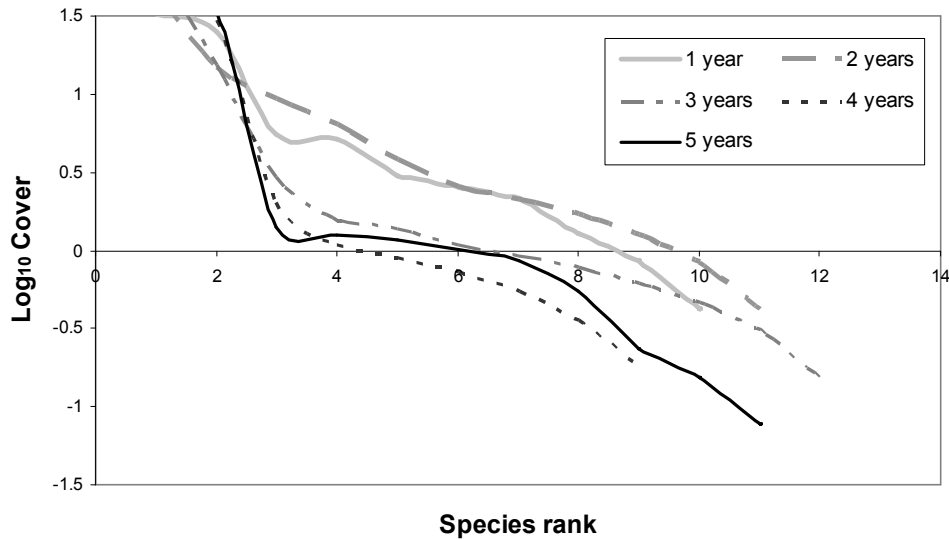 1.5
1
0.5
0
-0.5
-1
-1.5
0 2 4 6 8 10 12 14
Log10 Cover
Species rank
1 year
2 years
3 years
4 years
5 years